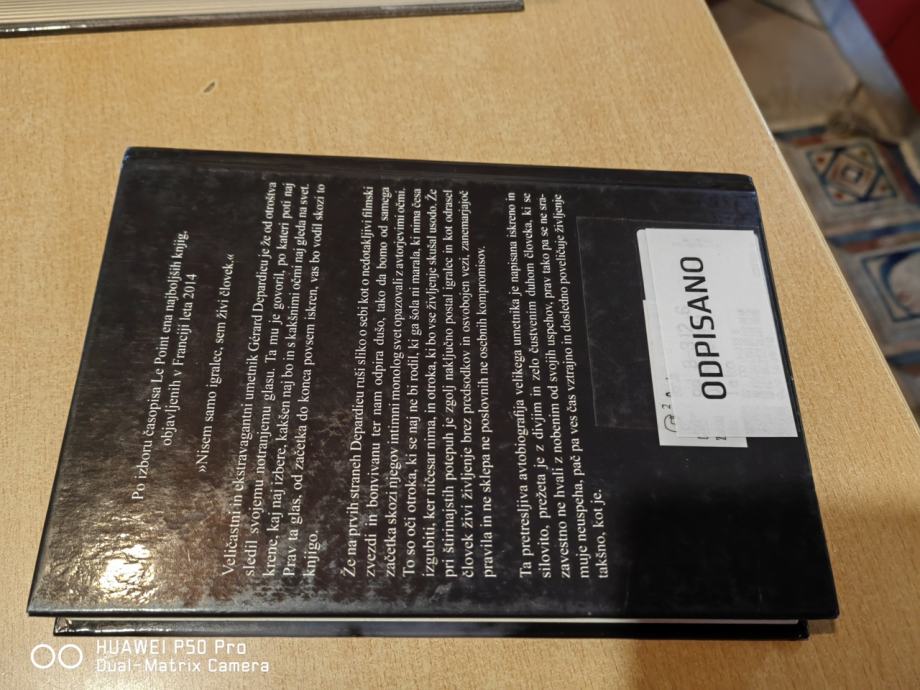 Po izboru časopisa Le Point ena najboljših knjig,
objavljenih v Franciji leta 2014
»Nisem samo igralec, sem živi človek.«
Veličastni in ekstravagantni umetnik Gérard Depardieu je že od otroštva
sledil svojemu notranjemu glasu. Ta mu je govoril, po kateri poti naj
krene, kaj naj izbere, kakšen naj bo in s kakšnimi očmi naj gleda na svet.
Prav ta glas, od začetka do konca povsem iskren, vas bo vodil skozi to
knjigo.
Že na prvih straneh Depardieu ruši sliko o sebi kot o nedotakljivi filmski
zvezdi in bonvivanu ter nam odpira dušo, tako da bomo od samega
začetka skozi njegov intimni monolog svet opazovali z avtorjevimi očmi.
To so oči otroka, ki se naj ne bi rodil, ki ga šola ni marala, ki nima česa
izgubiti, ker ničesar nima, in otroka, ki bo vse življenje skušal usodo. Že
pri štirinajstih potepuh je zgolj naključno postal igralec in kot odrasel
človek živi življenje brez predsodkov in osvobojen vezi, zanemarjajoč
pravila in ne sklepa ne poslovnih ne osebnih kompromisov.
Ta pretresljiva avtobiografija velikega umetnika je napisana iskreno in
silovito, prežeta je z divjim in zelo čustvenim duhom človeka, ki se
zavestno ne hvali z nobenim od svojih uspehov, prav tako pa se ne sra-
muje neuspeha, pač pa ves čas vztrajno in dosledno poveličuje življenje
takšno, kot je.
ODPISANO
HUAWEI P50 Pro
Dual-Matrix Camera